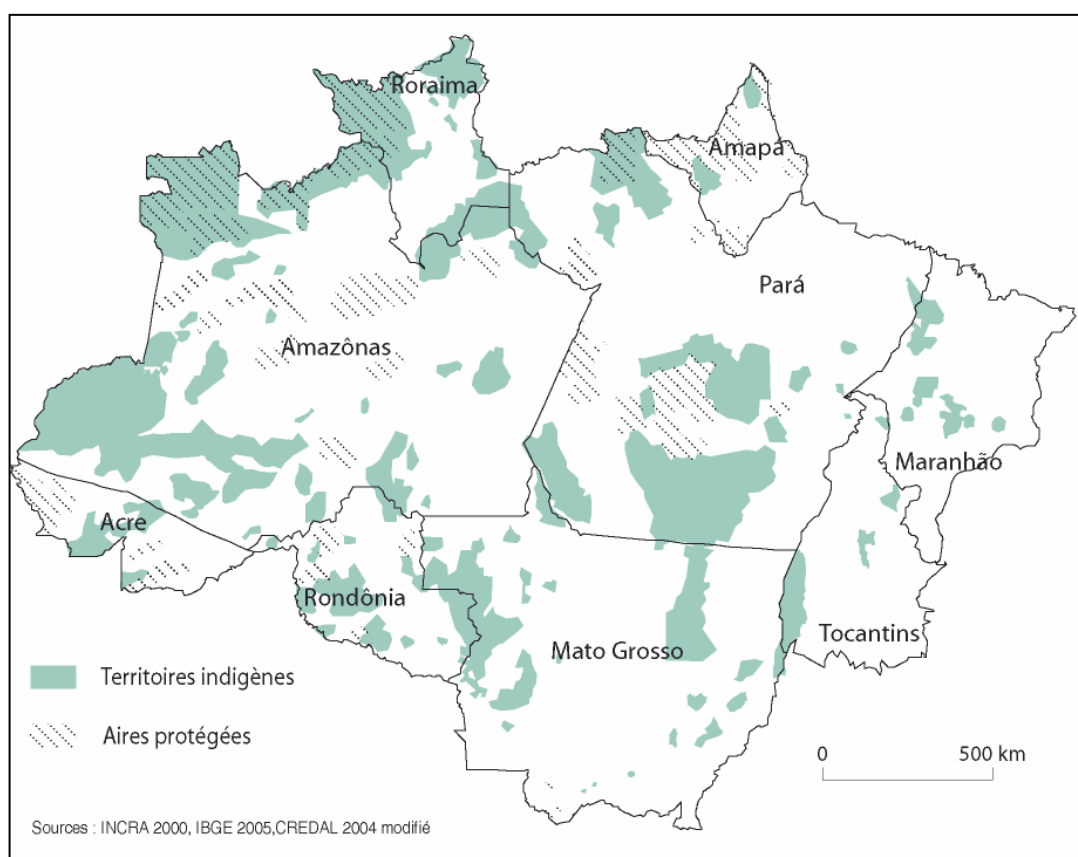 Roraima
Amapá
Pará
Amazônas
Maranhão
Acre
Rondônia
Mato Grosso
Tocantins
Territoires indigènes
Aires protégées
0 500 km
Sources : INCRA 2000, IBGE 2005,CREDAL 2004 modifié